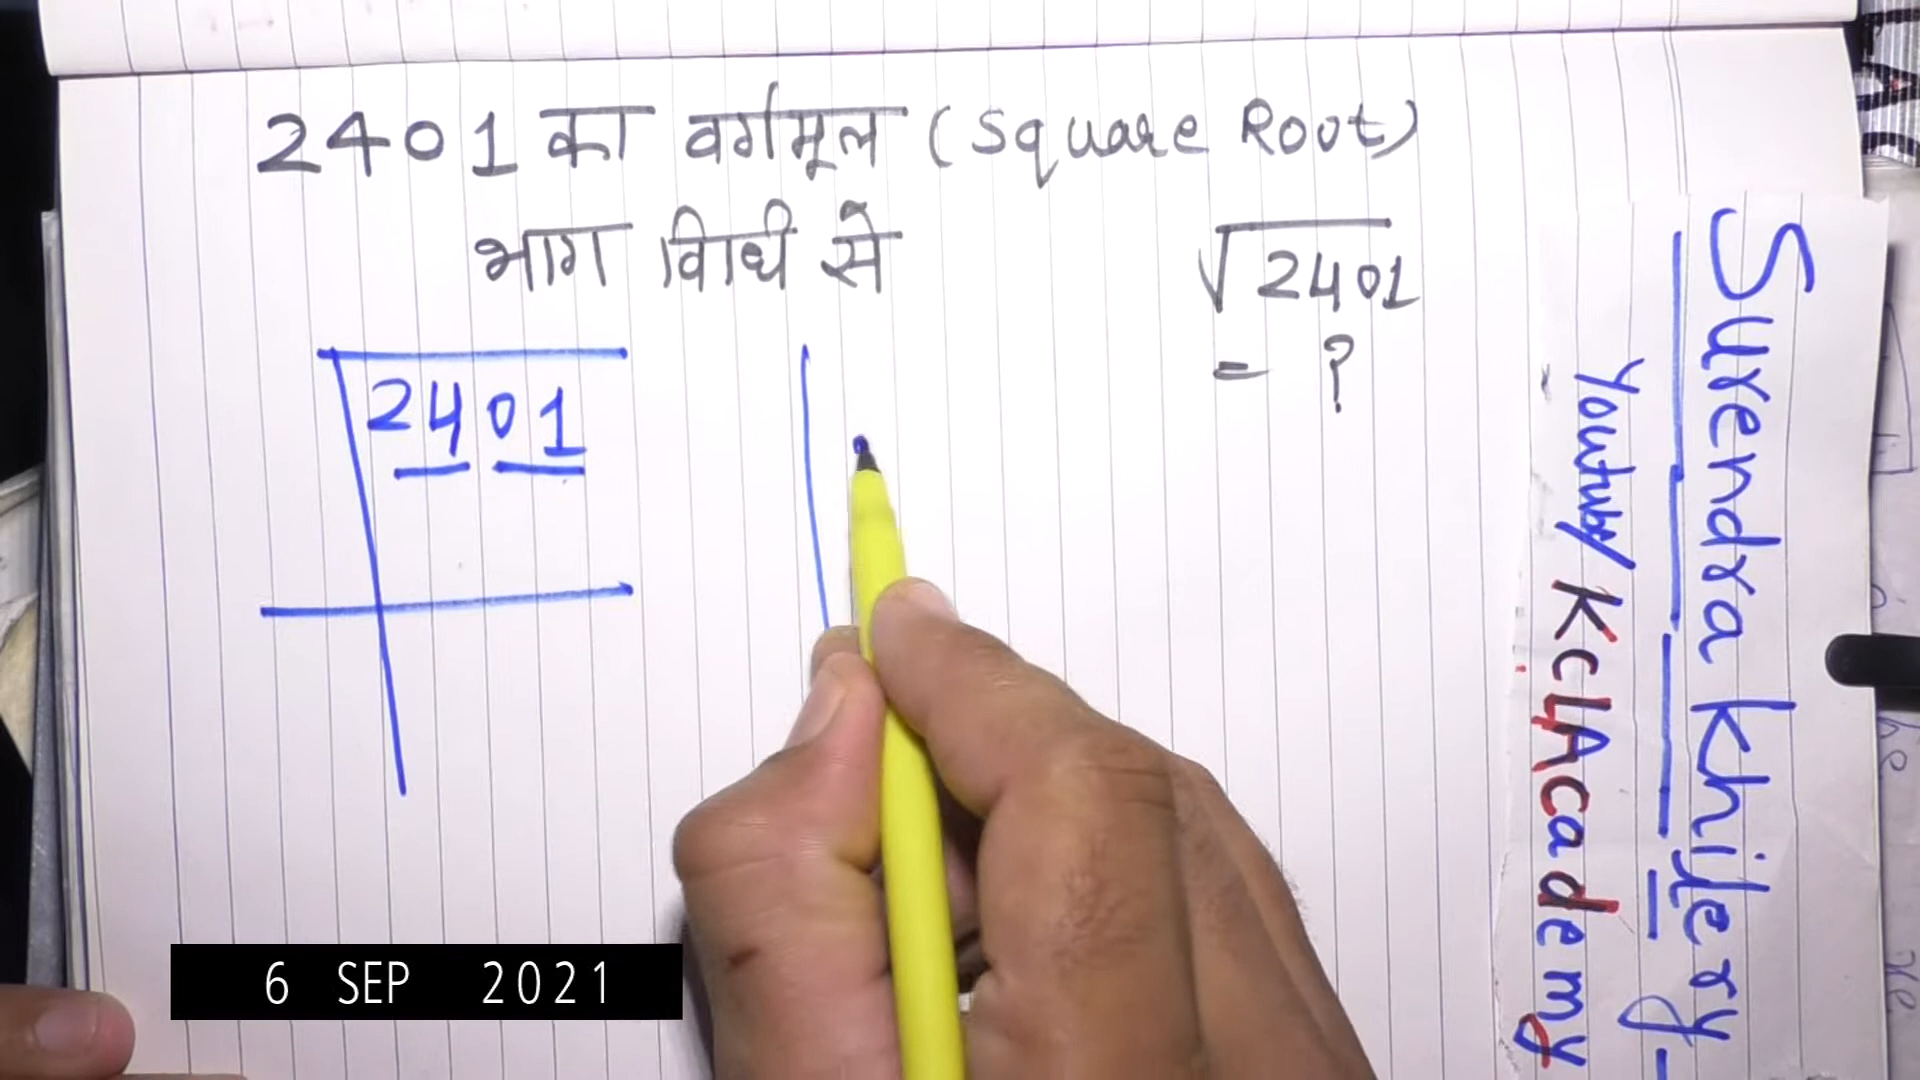 2401 का वर्गमूल (Square Root)
भाग विधि से
√2401
= ?
2401
6 SEP 2021
Surendra Khilery
Youtube/KclAcademy